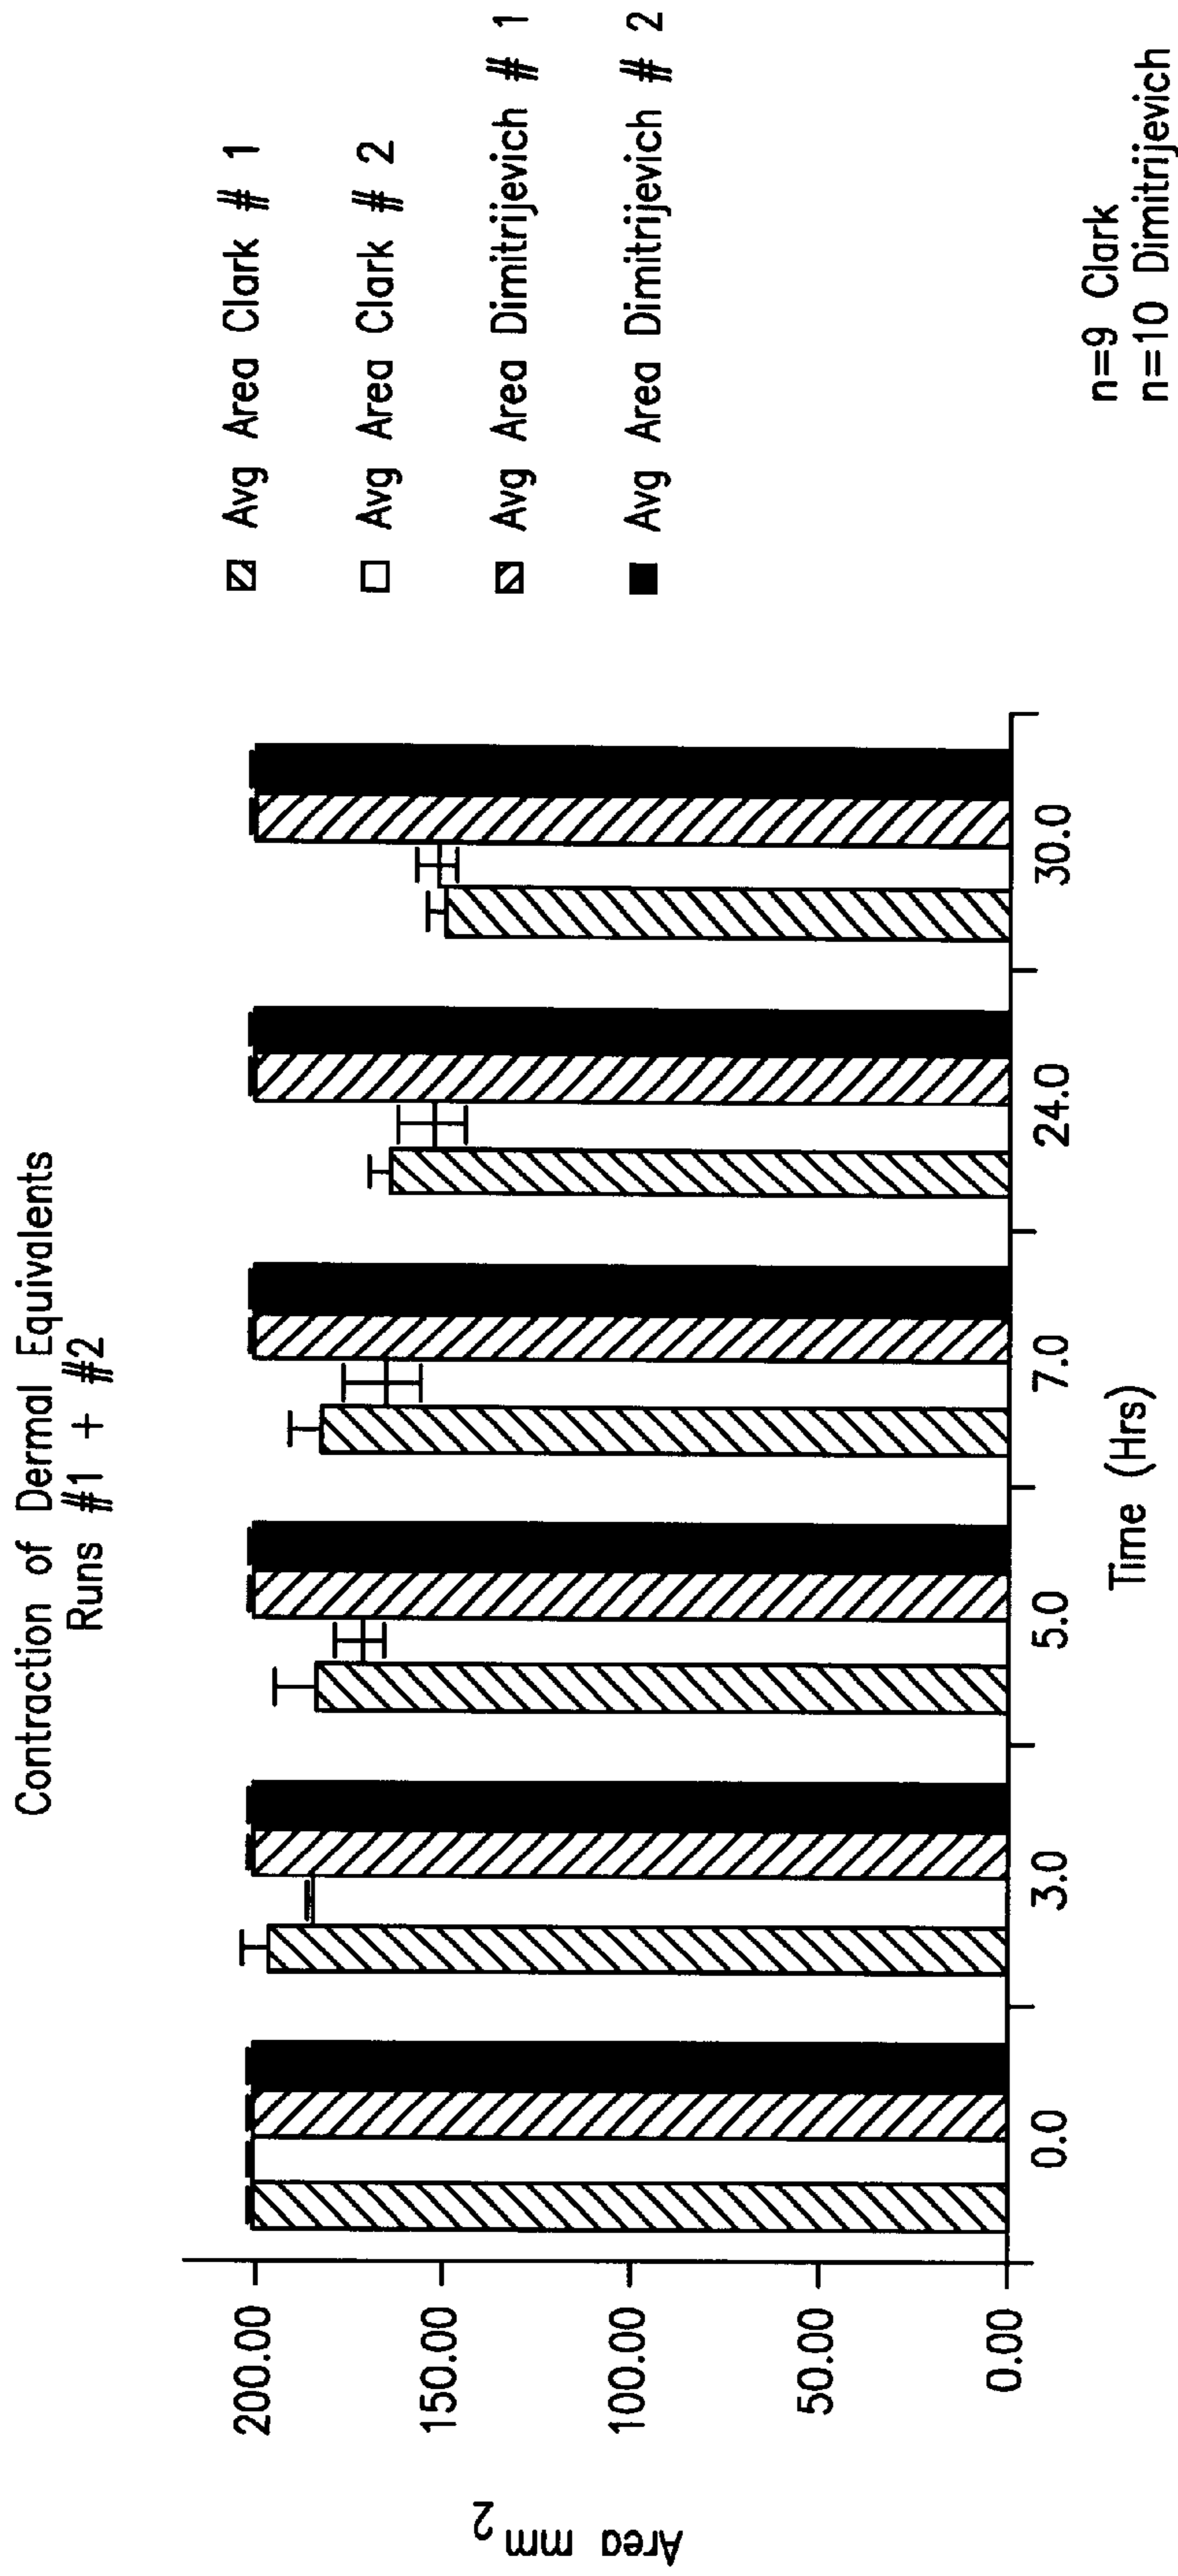 Contraction of Dermal Equivalents
Runs #1 + #2
Area mm2
200.00
150.00
100.00
50.00
0.00
0.0
3.0
5.0
7.0
24.0
30.0
Time (Hrs)
Avg Area Clark # 1
Avg Area Clark # 2
Avg Area Dimitrijevich # 1
Avg Area Dimitrijevich # 2
n=9 Clark
n=10 Dimitrijevich